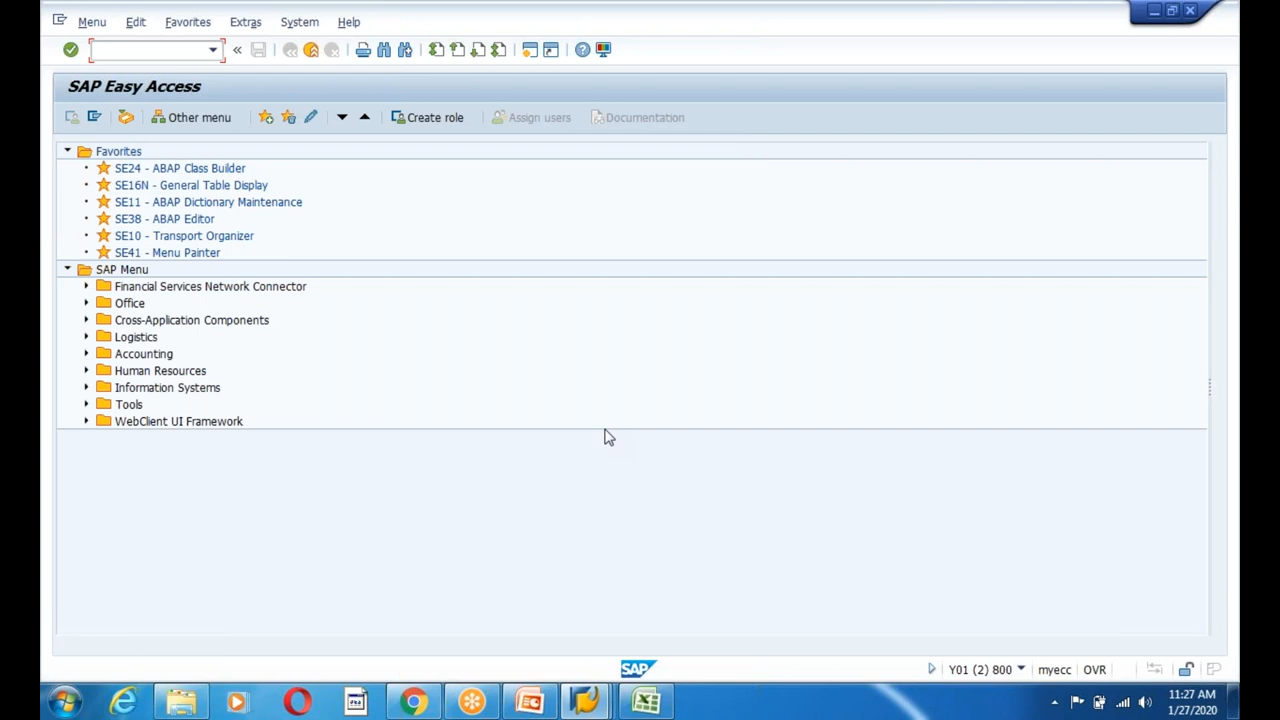 Menu Edit Favorites Extras System Help
SAP Easy Access
Other menu Create role Assign users Documentation
Favorites
SE24 - ABAP Class Builder
SE16N - General Table Display
SE11 - ABAP Dictionary Maintenance
SE38 - ABAP Editor
SE10 - Transport Organizer
SE41 - Menu Painter
SAP Menu
Financial Services Network Connector
Office
Cross-Application Components
Logistics
Accounting
Human Resources
Information Systems
Tools
WebClient UI Framework
SAP
Y01 (2) 800 myecc OVR
11:27 AM
1/27/2020